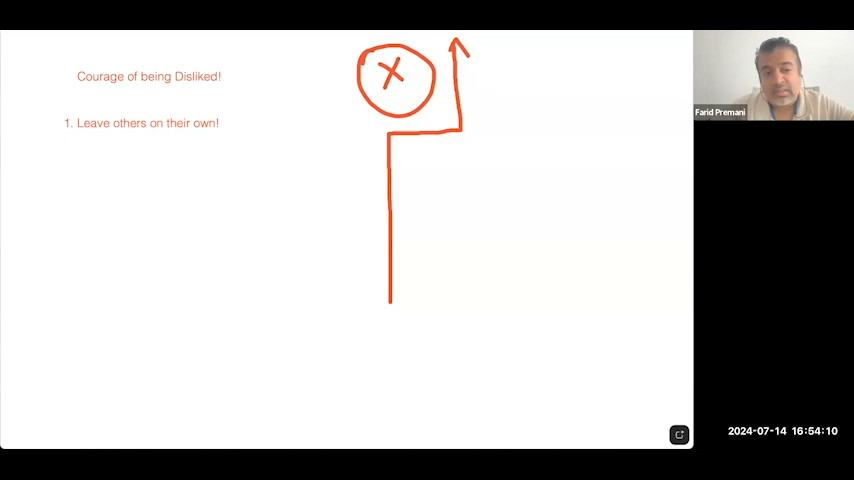 Courage of being Disliked!
1. Leave others on their own!
X
Farid Premani
2024-07-14 16:54:10